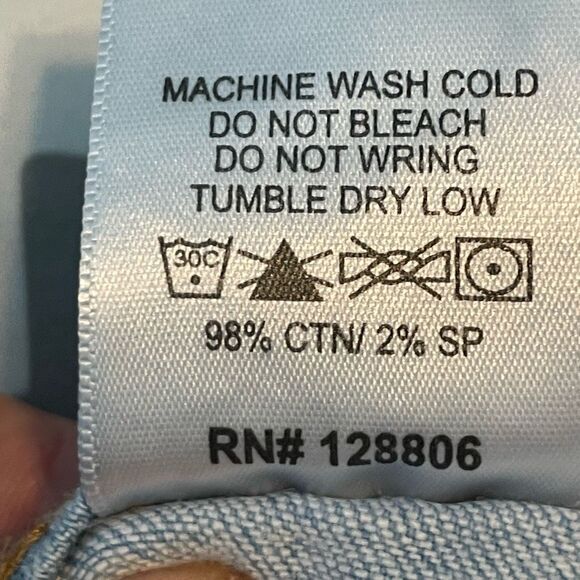 MACHINE WASH COLD
DO NOT BLEACH
DO NOT WRING
TUMBLE DRY LOW
30C
98% CTN/ 2% SP
RN# 128806